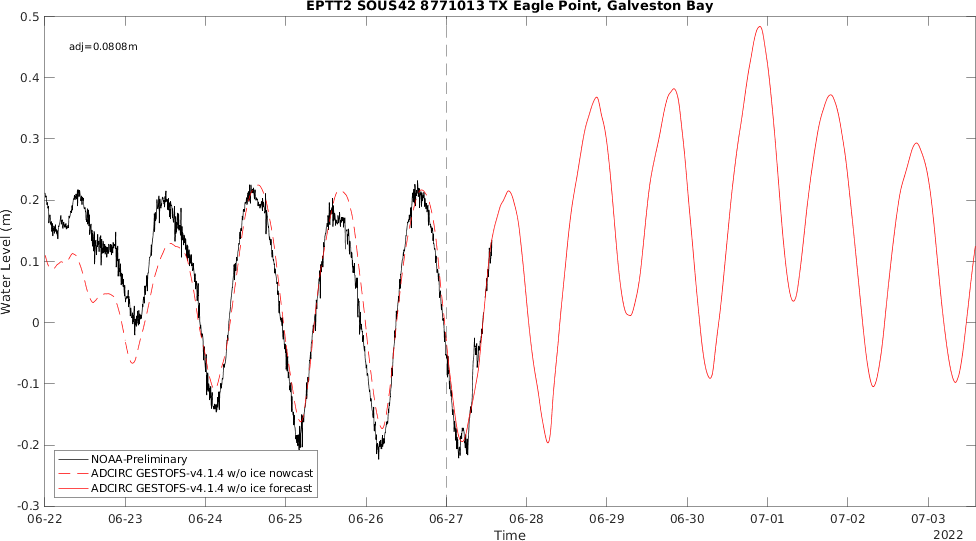 EPTT2 SOUS42 8771013 TX Eagle Point, Galveston Bay
adj=0.0808m
0.5
0.4
0.3
0.2
0.1
0
-0.1
-0.2
-0.3
Water Level (m)
NOAA-Preliminary
ADCIRC GESTOFS-v4.1.4 w/o ice nowcast
ADCIRC GESTOFS-v4.1.4 w/o ice forecast
06-22 06-23 06-24 06-25 06-26 06-27 06-28 06-29 06-30 07-01 07-02 07-03
Time
2022